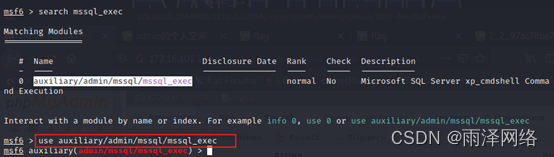 msf6 > search mssql_exec
Matching Modules
================
# Name Disclosure Date Rank Check Description
- ---- --------------- ---- ----- -----------
0 auxiliary/admin/mssql/mssql_exec normal No Microsoft SQL Server xp_cmdshell Comma
nd Execution
Interact with a module by name or index. For example info 0, use 0 or use auxiliary/admin/mssql/mssql_exec
msf6 > use auxiliary/admin/mssql/mssql_exec
msf6 auxiliary(admin/mssql/mssql_exec) >
CSDN @雨泽网络